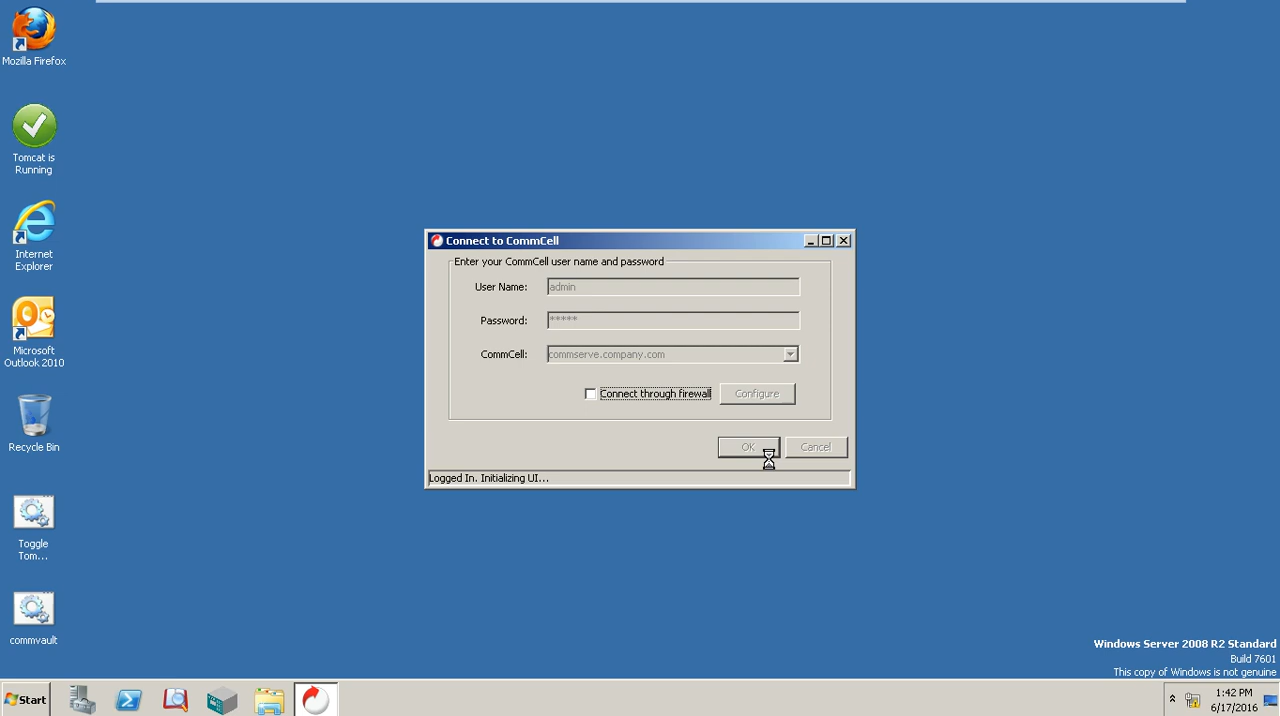 Mozilla Firefox
Tomcat is
Running
Internet
Explorer
Microsoft
Outlook 2010
Recycle Bin
Toggle
Tom...
commvault
Connect to CommCell
Enter your CommCell user name and password
User Name:
admin
Password:
*****
CommCell:
commserve.company.com
Connect through firewall
Configure
OK
Cancel
Logged In. Initializing UI...
Windows Server 2008 R2 Standard
Build 7601
This copy of Windows is not genuine
Start
1:42 PM
6/17/2016